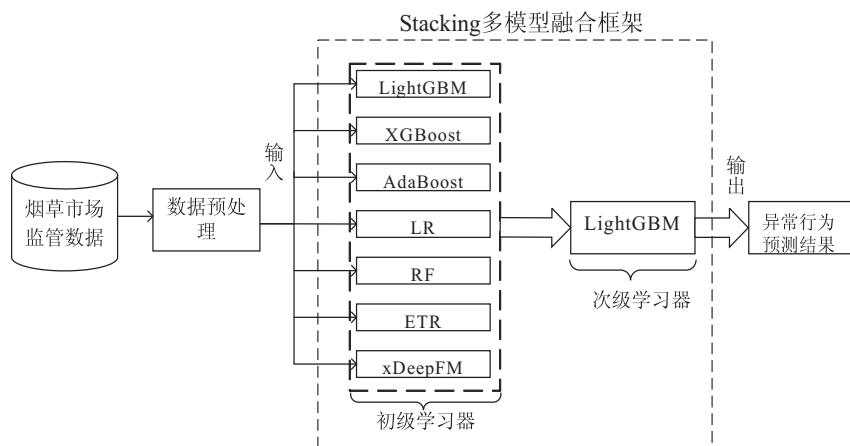 Stacking多模型融合框架
烟草市场
监管数据
数据预处
理
输
入
LightGBM
XGBoost
AdaBoost
LR
RF
ETR
xDeepFM
初级学习器
LightGBM
次级学习器
输
出
异常行为
预测结果